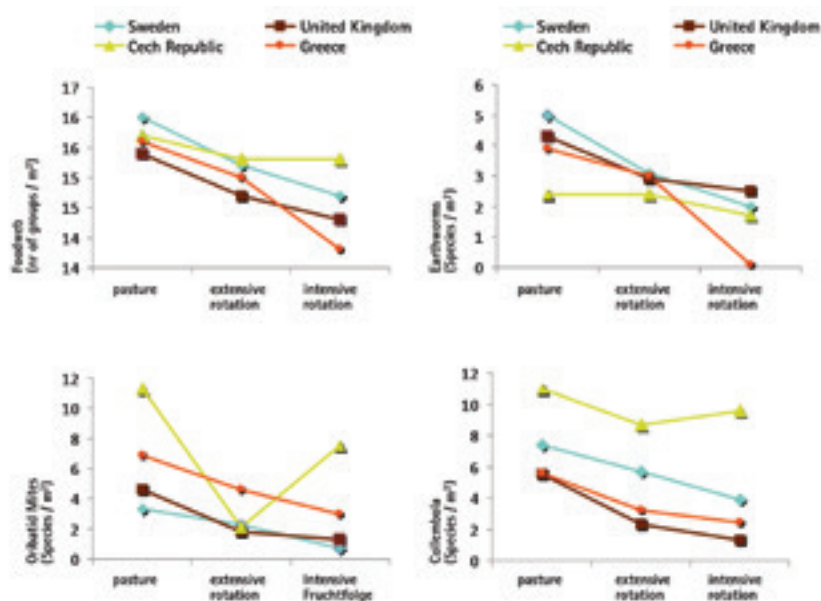 Sweden
United Kingdom
Cech Republic
Greece
Sweden
United Kingdom
Cech Republic
Greece
Foodweb
(nr of groups / m²)
17
16
16
15
15
14
14
pasture
extensive
rotation
intensive
rotation
Earthworms
(Species / m²)
6
5
4
3
2
1
0
pasture
extensive
rotation
intensive
rotation
Oribatid Mites
(Species / m²)
12
10
8
6
4
2
0
pasture
extensive
rotation
Intensive
Fruchtfolge
Collembola
(Species / m²)
12
10
8
6
4
2
0
pasture
extensive
rotation
intensive
rotation